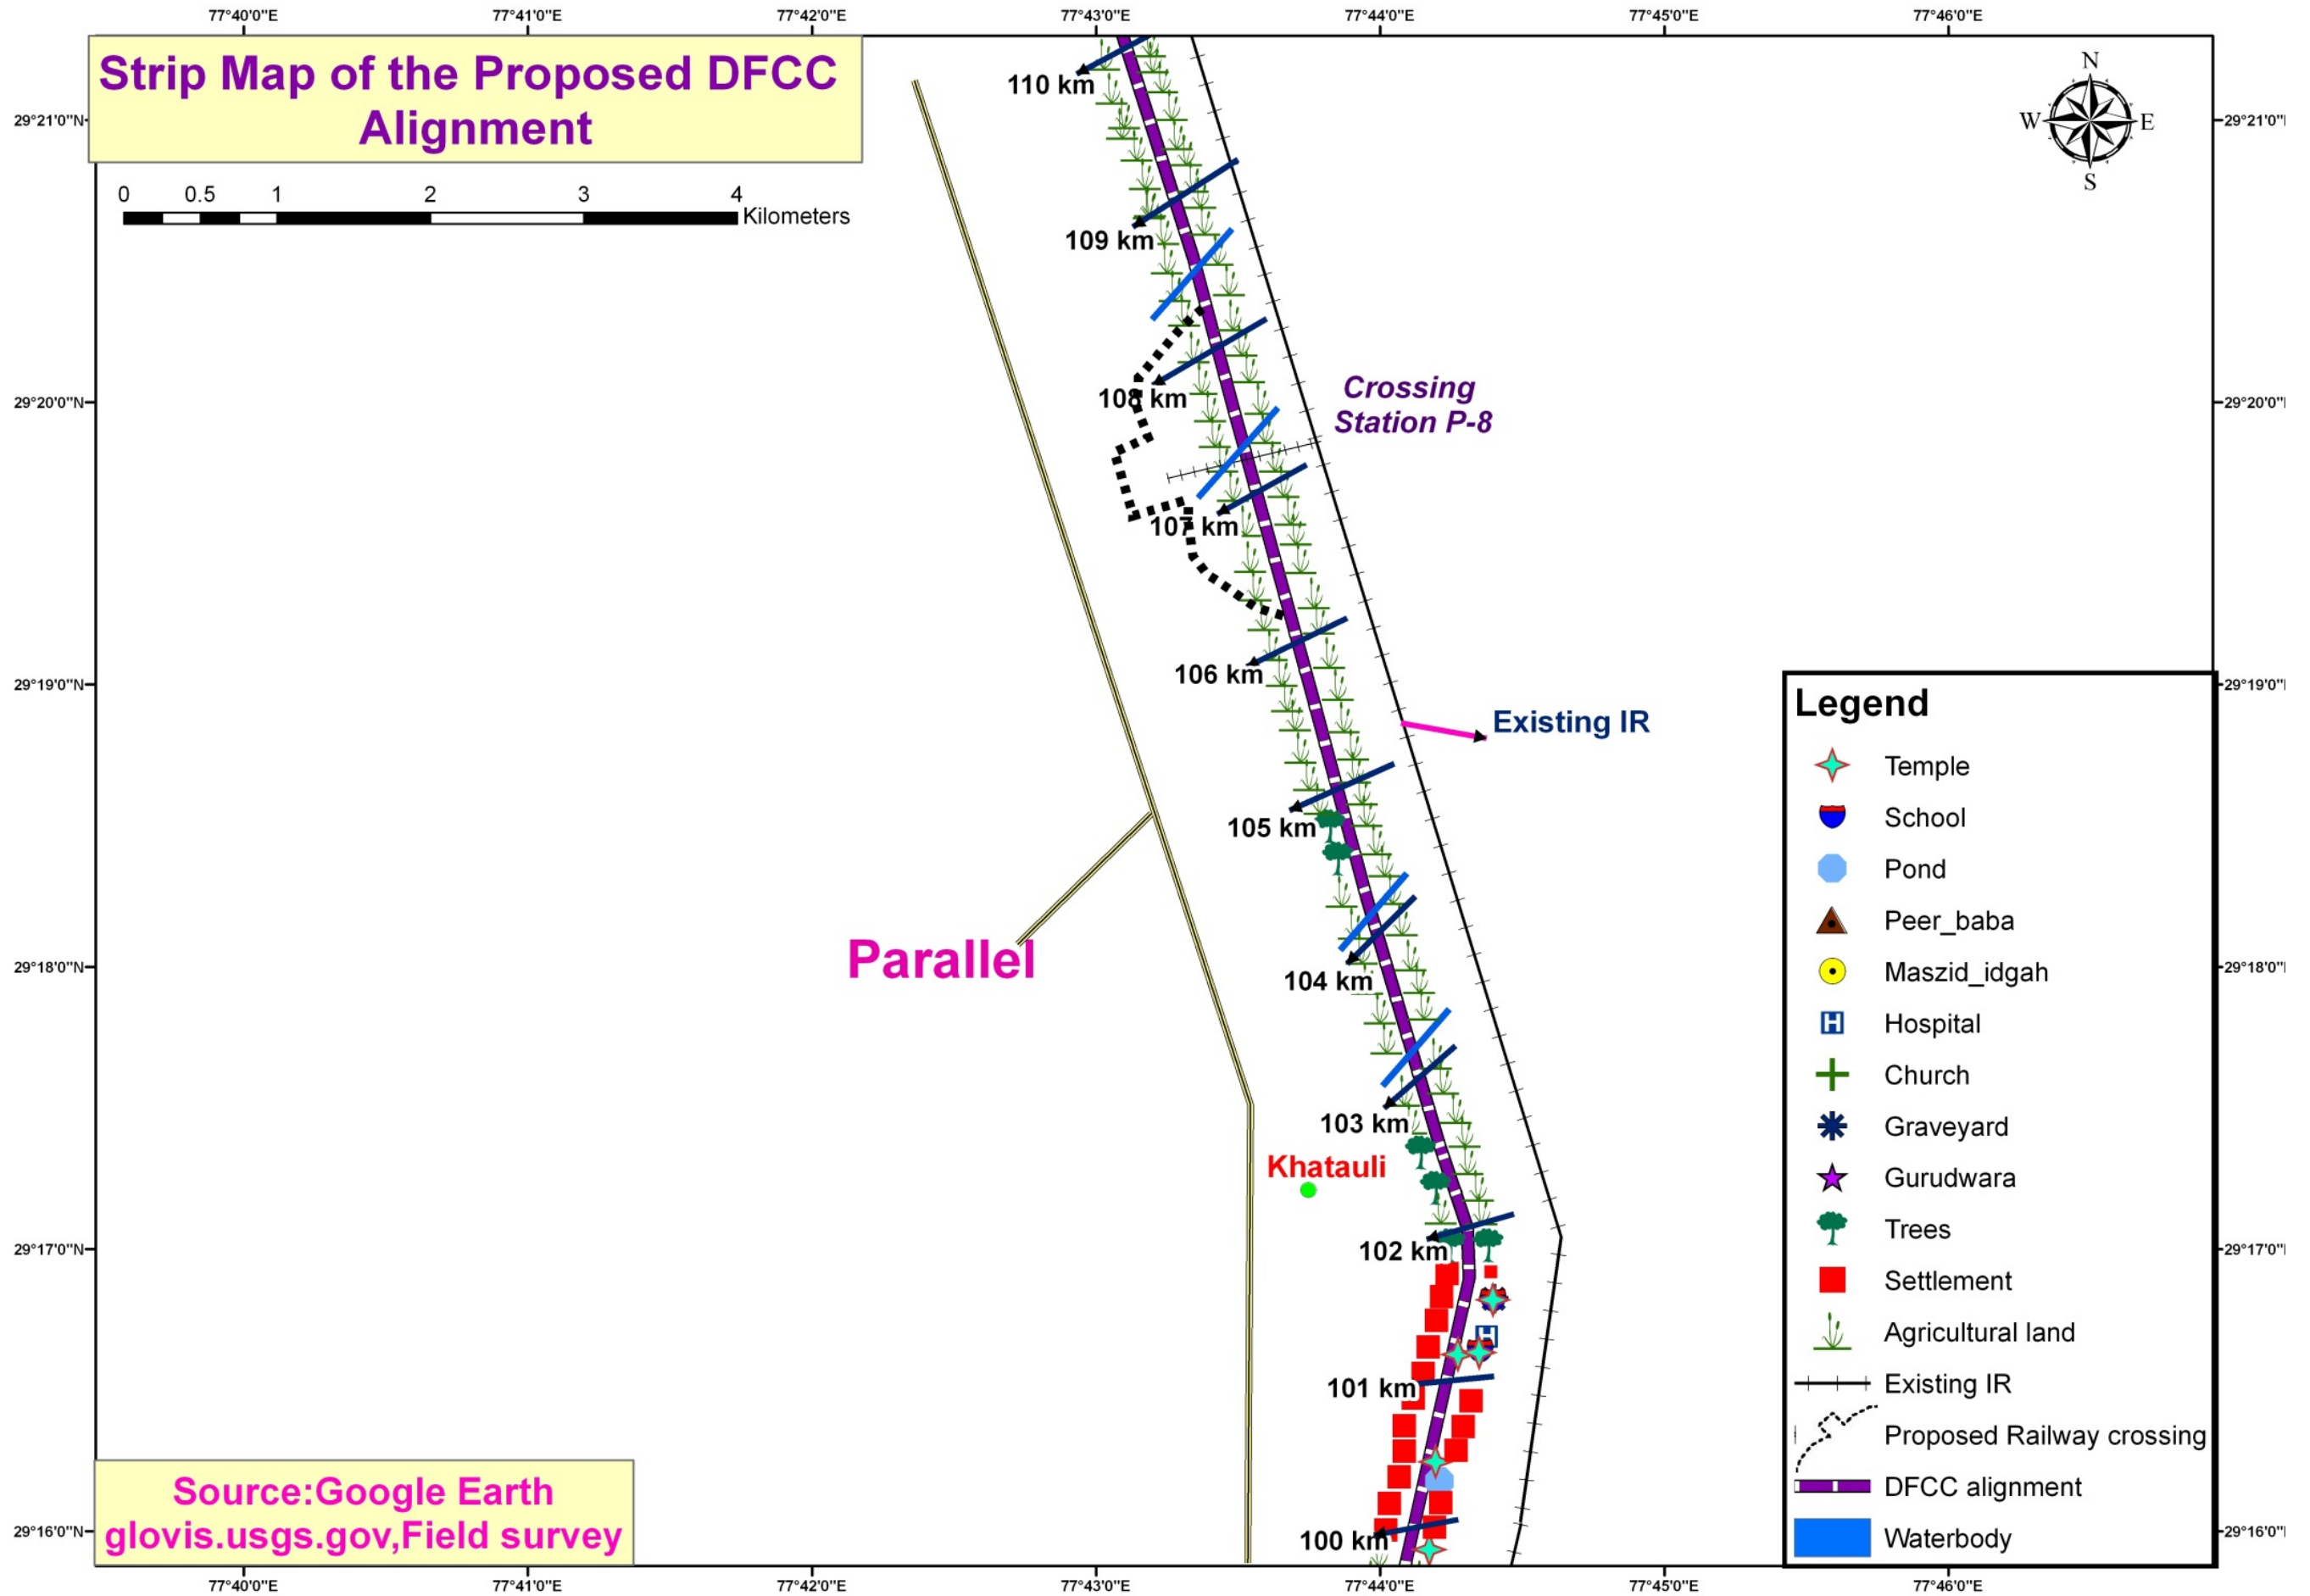 77°40'0"E 77°41'0"E 77°42'0"E 77°43'0"E 77°44'0"E 77°45'0"E 77°46'0"E
Strip Map of the Proposed DFCC
Alignment
N
W E
S
0 0.5 1 2 3 4
Kilometers
110 km
29°21'0"N 29°21'0"
109 km
108 km
29°20'0"N 29°20'0"
Crossing
Station P-8
107 km
106 km
29°19'0"N 29°19'0"
Existing IR
105 km
Parallel
29°18'0"N 29°18'0"
104 km
103 km
Khatauli
29°17'0"N 29°17'0"
102 km
101 km
100 km
29°16'0"N 29°16'0"
Legend
Temple
School
Pond
Peer_baba
Maszid_idgah
H Hospital
Church
Graveyard
Gurudwara
Trees
Settlement
Agricultural land
Existing IR
Proposed Railway crossing
DFCC alignment
Waterbody
H
Source:Google Earth
glovis.usgs.gov,Field survey
77°40'0"E 77°41'0"E 77°42'0"E 77°43'0"E 77°44'0"E 77°45'0"E 77°46'0"E